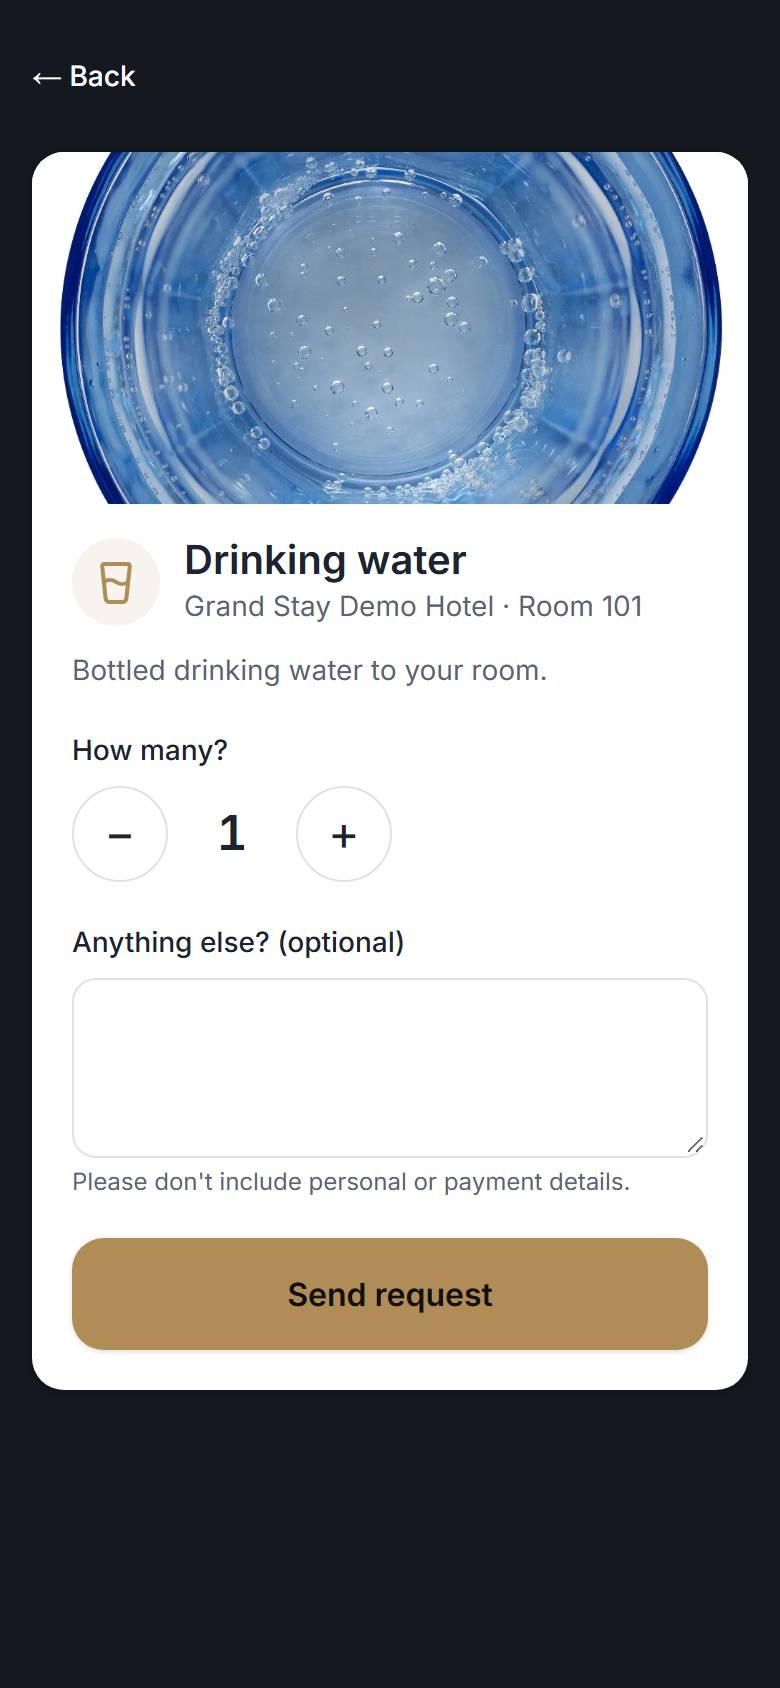 ← Back
Drinking water
Grand Stay Demo Hotel · Room 101
Bottled drinking water to your room.
How many?
− 1 +
Anything else? (optional)
Please don't include personal or payment details.
Send request